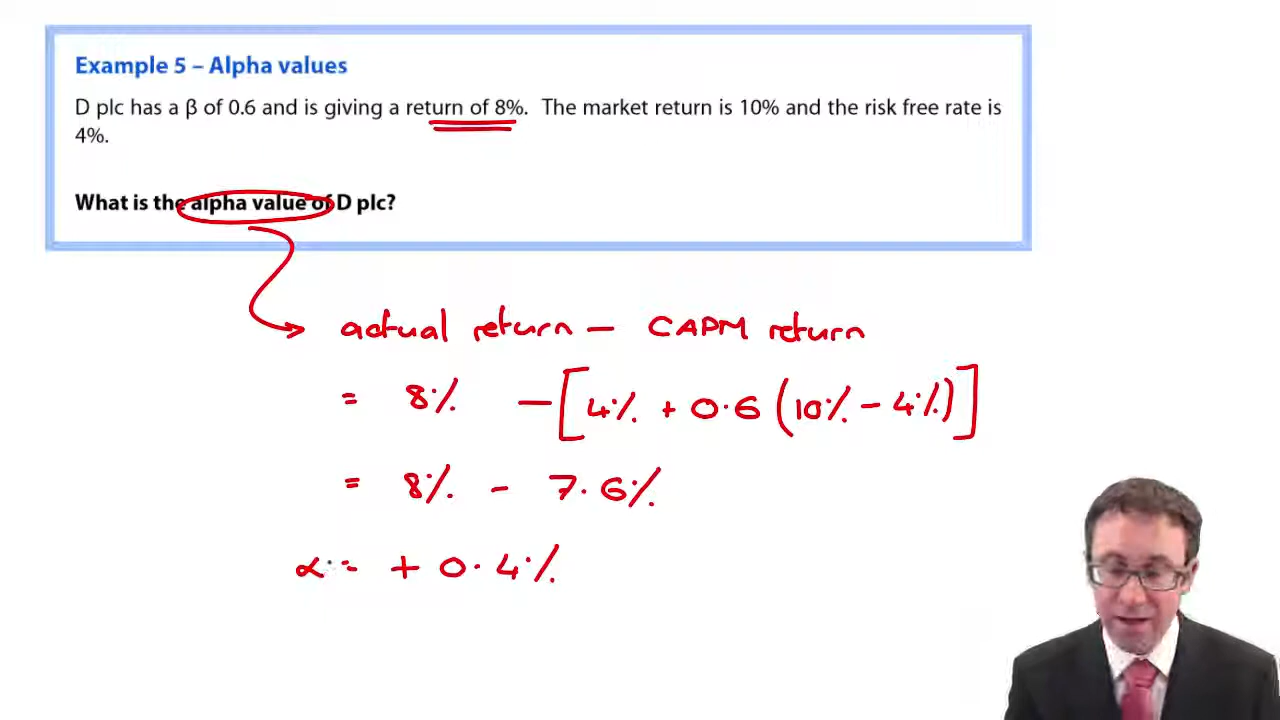 Example 5 – Alpha values
D plc has a β of 0.6 and is giving a return of 8%. The market return is 10% and the risk free rate is
4%.
What is the alpha value of D plc?
actual return – CAPM return
= 8% – [4% + 0.6 (10% – 4%)]
= 8% – 7.6%
α = + 0.4%